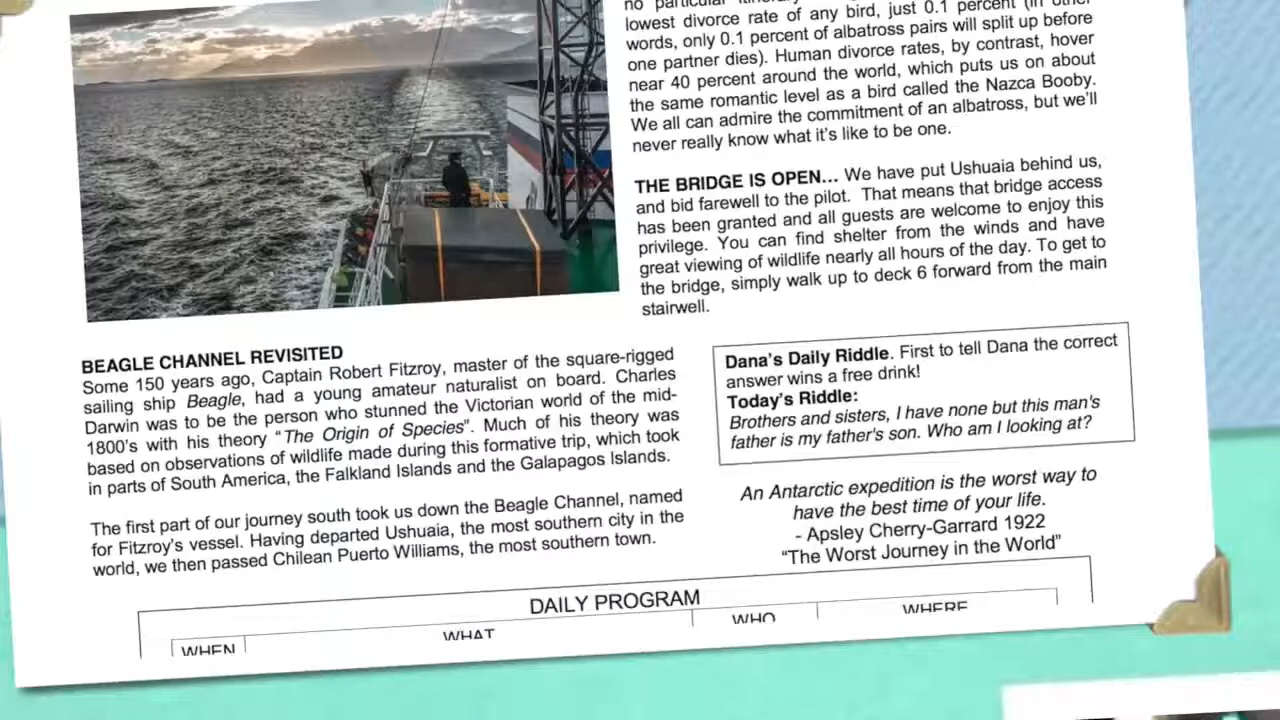 no particular
lowest divorce rate of any bird, just 0.1 percent (in other
words, only 0.1 percent of albatross pairs will split up before
one partner dies). Human divorce rates, by contrast, hover
near 40 percent around the world, which puts us on about
the same romantic level as a bird called the Nazca Booby.
We all can admire the commitment of an albatross, but we'll
never really know what it's like to be one.
THE BRIDGE IS OPEN... We have put Ushuaia behind us,
and bid farewell to the pilot. That means that bridge access
has been granted and all guests are welcome to enjoy this
privilege. You can find shelter from the winds and have
great viewing of wildlife nearly all hours of the day. To get to
the bridge, simply walk up to deck 6 forward from the main
stairwell.
BEAGLE CHANNEL REVISITED
Some 150 years ago, Captain Robert Fitzroy, master of the square-rigged
sailing ship Beagle, had a young amateur naturalist on board. Charles
Darwin was to be the person who stunned the Victorian world of the mid-
1800's with his theory "The Origin of Species". Much of his theory was
based on observations of wildlife made during this formative trip, which took
in parts of South America, the Falkland Islands and the Galapagos Islands.
The first part of our journey south took us down the Beagle Channel, named
for Fitzroy's vessel. Having departed Ushuaia, the most southern city in the
world, we then passed Chilean Puerto Williams, the most southern town.
Dana's Daily Riddle. First to tell Dana the correct
answer wins a free drink!
Today's Riddle:
Brothers and sisters, I have none but this man's
father is my father's son. Who am I looking at?
An Antarctic expedition is the worst way to
have the best time of your life.
- Apsley Cherry-Garrard 1922
"The Worst Journey in the World"
DAILY PROGRAM
WHEN WHAT WHO WHERE